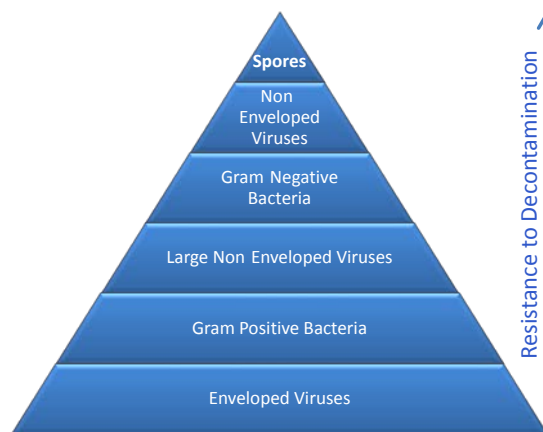 Spores
Non
Enveloped
Viruses
Gram Negative
Bacteria
Large Non Enveloped Viruses
Gram Positive Bacteria
Enveloped Viruses
Resistance to Decontamination